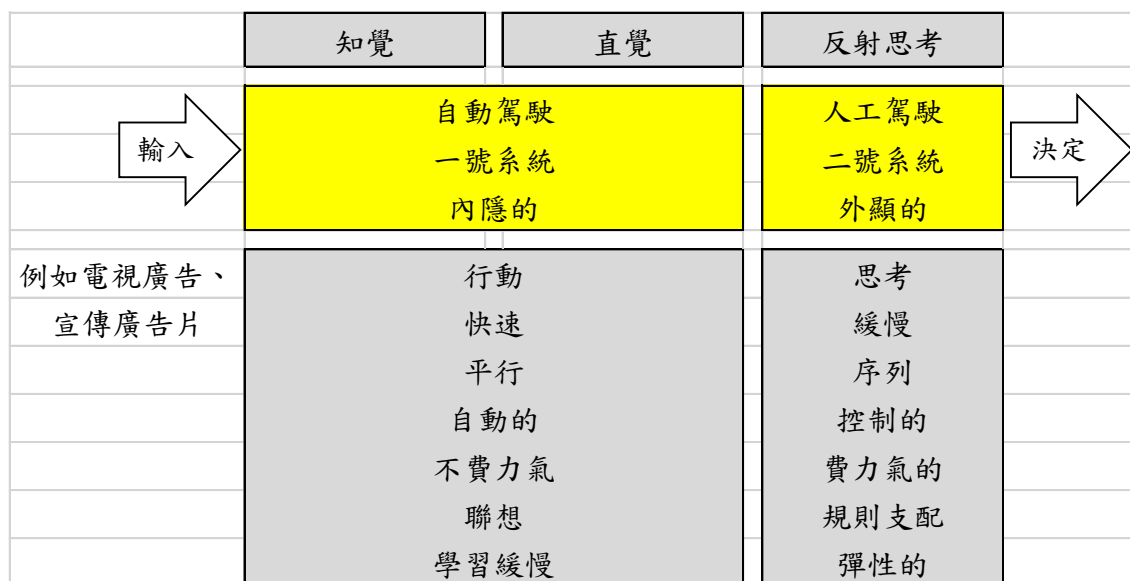 知覺 直覺 反射思考
自動駕駛 人工駕駛
輸入 一號系統 二號系統 決定
內隱的 外顯的
例如電視廣告、 行動 思考
宣傳廣告片 快速 緩慢
平行 序列
自動的 控制的
不費力氣 費力氣的
聯想 規則支配
學習緩慢 彈性的